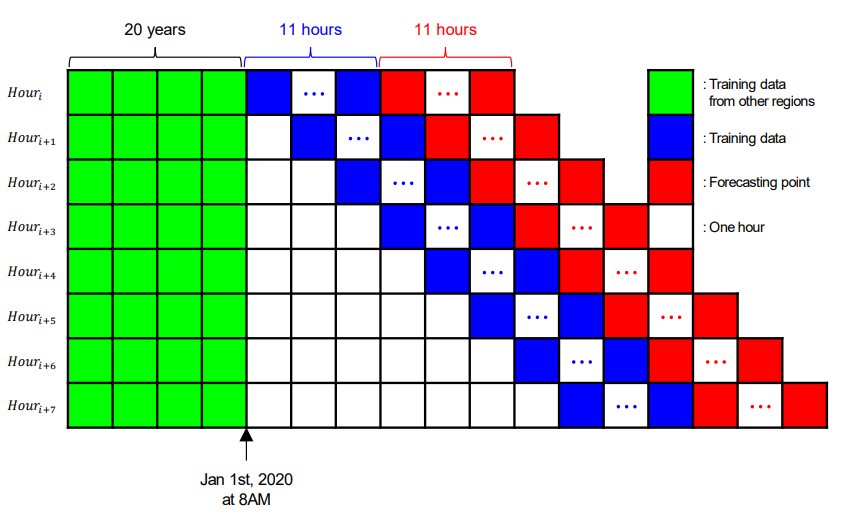 20 years
11 hours
11 hours
Hour_i
...
...
: Training data
from other regions
Hour_{i+1}
...
...
: Training data
Hour_{i+2}
...
...
: Forecasting point
Hour_{i+3}
...
...
: One hour
Hour_{i+4}
...
...
Hour_{i+5}
...
...
Hour_{i+6}
...
...
Hour_{i+7}
...
...
Jan 1st, 2020
at 8AM